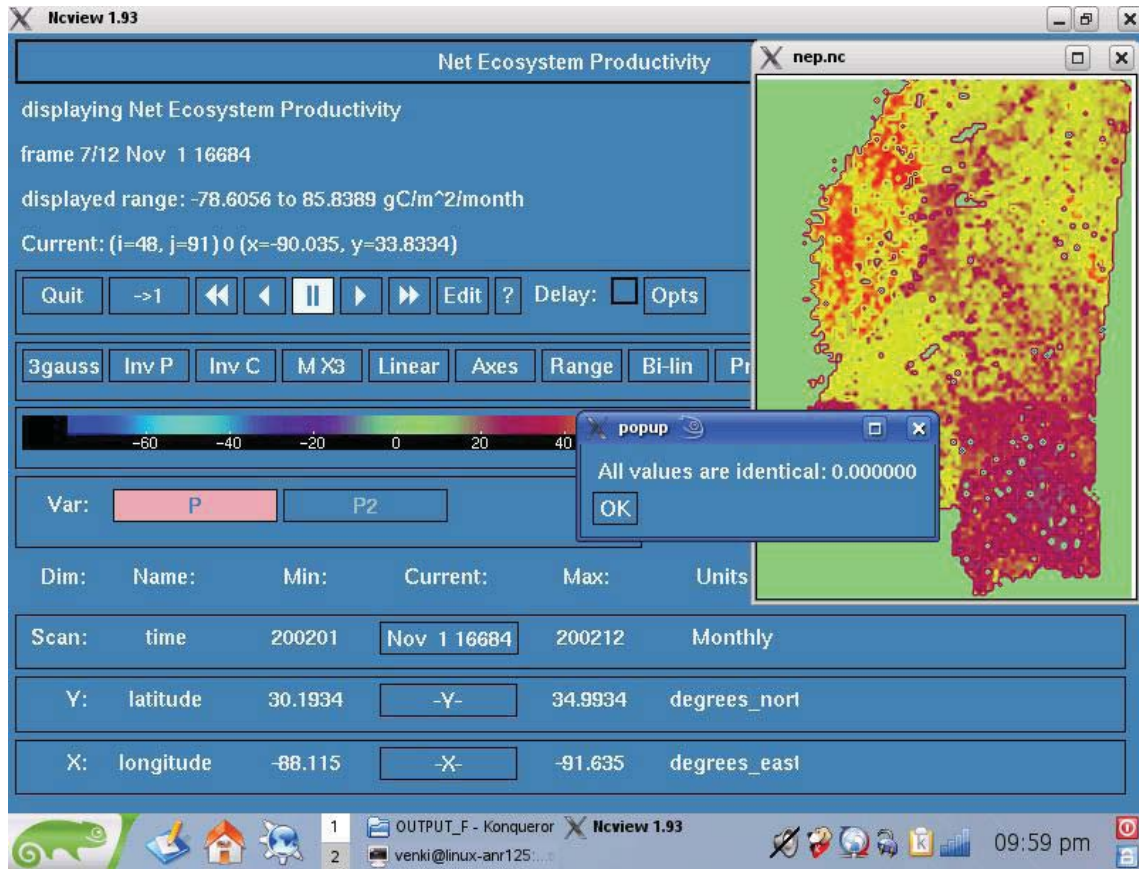 Ncview 1.93
Net Ecosystem Productivity
nep.nc
displaying Net Ecosystem Productivity
frame 7/12 Nov 1 16684
displayed range: -78.6056 to 85.8389 gC/m^2/month
Current: (i=48, j=91) 0 (x=-90.035, y=33.8334)
Quit ->1 Edit ? Delay: Opts
3gauss Inv P Inv C M X3 Linear Axes Range Bi-lin Pr
-60 -40 -20 0 20 40
popup
All values are identical: 0.000000
OK
Var: P P2
Dim: Name: Min: Current: Max: Units
Scan: time 200201 Nov 1 16684 200212 Monthly
Y: latitude 30.1934 -Y- 34.9934 degrees_nort
X: longitude -88.115 -X- -91.635 degrees_east
1 OUTPUT_F - Konqueror Ncview 1.93
2 venki@linux-anr125:...
09:59 pm